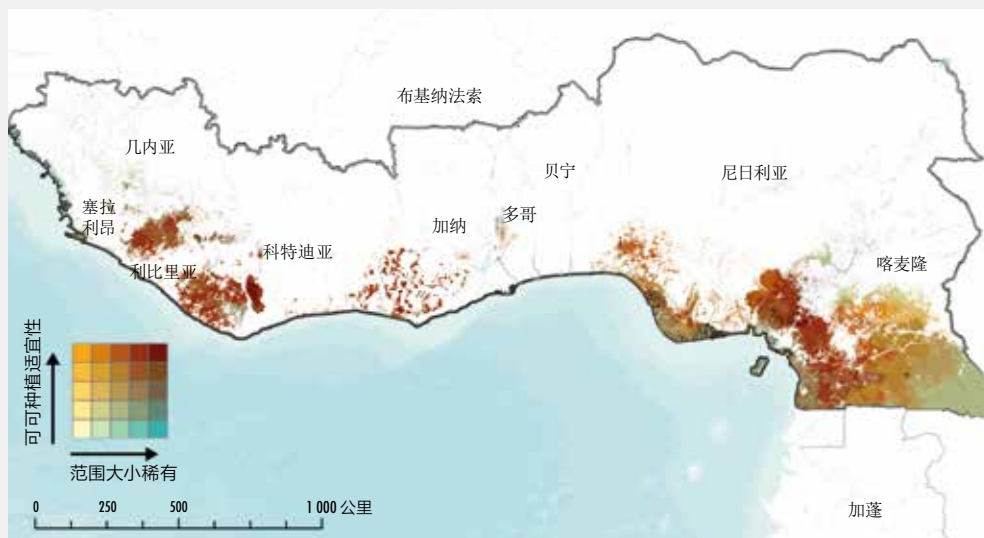 布基纳法索
几内亚
贝宁
尼日利亚
塞拉
利昂
加纳
多哥
科特迪亚
喀麦隆
利比里亚
可可种植适宜性
范围大小稀有
0 250 500 1 000 公里
加蓬